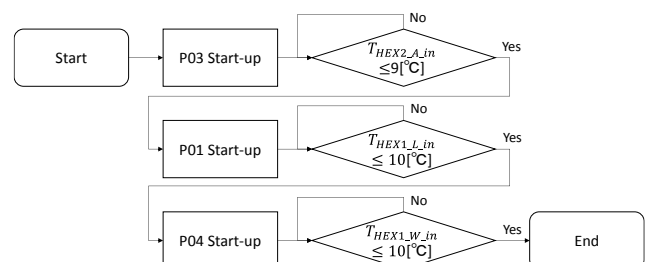 No
Start
P03 Start-up
T_HEX2_A_in
≤9[℃]
Yes
No
P01 Start-up
T_HEX1_L_in
≤ 10[℃]
Yes
No
P04 Start-up
T_HEX1_W_in
≤ 10[℃]
Yes
End